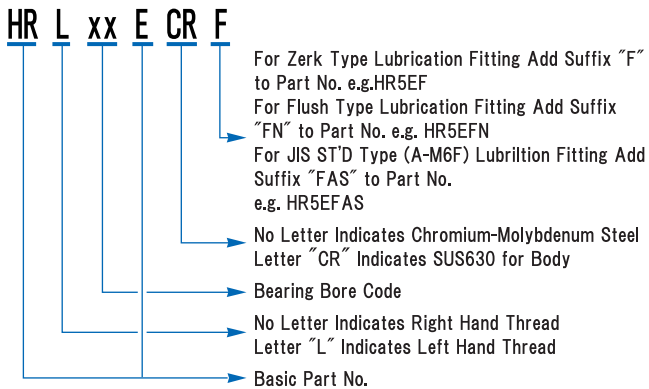 HR L xx E CR F
For Zerk Type Lubrication Fitting Add Suffix ″F″
to Part No. e.g.HR5EF
For Flush Type Lubrication Fitting Add Suffix
″FN″ to Part No. e.g. HR5EFN
For JIS ST'D Type (A-M6F) Lubriltion Fitting Add
Suffix ″FAS″ to Part No.
e.g. HR5EFAS
No Letter Indicates Chromium-Molybdenum Steel
Letter ″CR″ Indicates SUS630 for Body
Bearing Bore Code
No Letter Indicates Right Hand Thread
Letter ″L″ Indicates Left Hand Thread
Basic Part No.